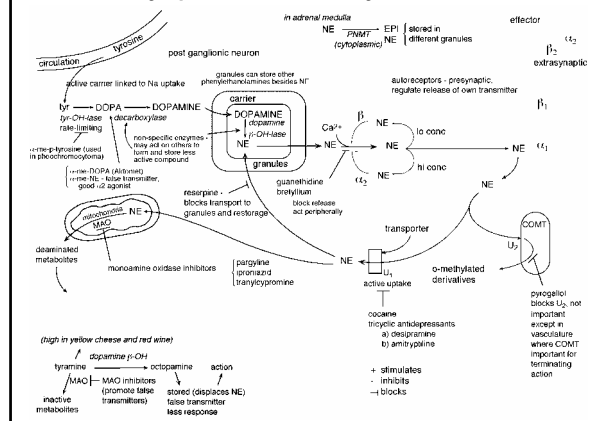 in adrenal medulla
NE PNMT (cytoplasmic) EPI NE stored in different granules
effector
α2
β2
extrasynaptic
circulation
tyrosine
post ganglionic neuron
active carrier linked to Na uptake
granules can store other
phenylethanolamines besides NE
autoreceptors - presynaptic,
regulate release of own transmitter
tyr DOPA DOPAMINE
tyr-OH-lase decarboxylase
rate-limiting
carrier
DOPAMINE
dopamine
β-OH-lase
NE
granules
non-specific enzymes -
may act on others to
form and store less
active compound
α-me-p-tyrosine (used
in pheochromocytoma)
α-me-DOPA (Aldomet)
α-me-NE - false transmitter,
good α2 agonist
Ca2+
β
NE
lo conc
NE NE
hi conc
NE
α2
β1
NE α1
NE
guanethidine
bretylium
block release
act peripherally
reserpine -
blocks transport to
granules and restorage
mitochondria
MAO
NE
deaminated
metabolites
monoamine oxidase inhibitors
pargyline
iproniazid
tranylcypromine
NE
transporter
U1
active uptake
cocaine
tricyclic antidepressants
a) desipramine
b) amitryptiline
o-methylated
derivatives
COMT
U2
pyrogellol
blocks U2, not
important
except in
vasculature
where COMT
important for
terminating
action
+ stimulates
- inhibits
⊣ blocks
(high in yellow cheese and red wine)
dopamine β-OH
tyramine octopamine action
MAO MAO inhibitors
(promote false
transmitters)
inactive
metabolites
stored (displaces NE)
false transmitter
less response